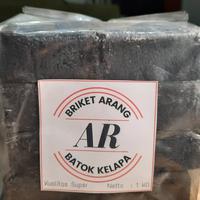 BRIKET ARANG
AR
BATOK KELAPA
Kualitas Super Netto : 1 KG